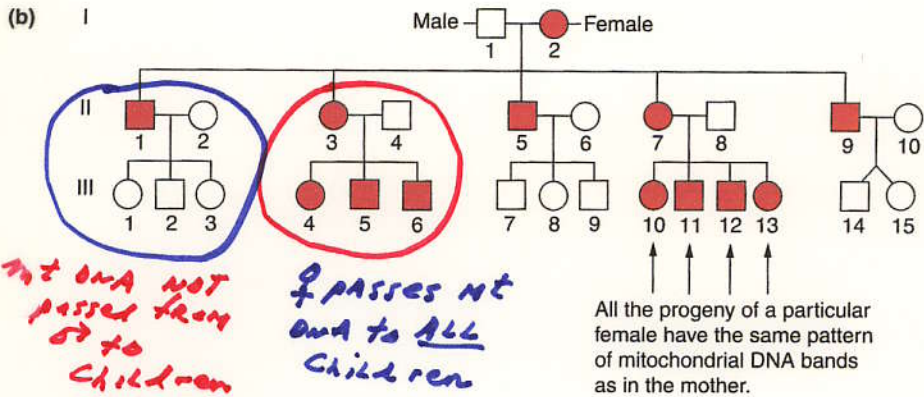 (b) I Male Female
1 2
II
1 2 3 4 5 6 7 8 9 10
III
1 2 3 4 5 6 7 8 9 10 11 12 13 14 15
mt DNA NOT
passed from
♂ to
Children
♀ passes mt
DNA to ALL
Children
All the progeny of a particular
female have the same pattern
of mitochondrial DNA bands
as in the mother.